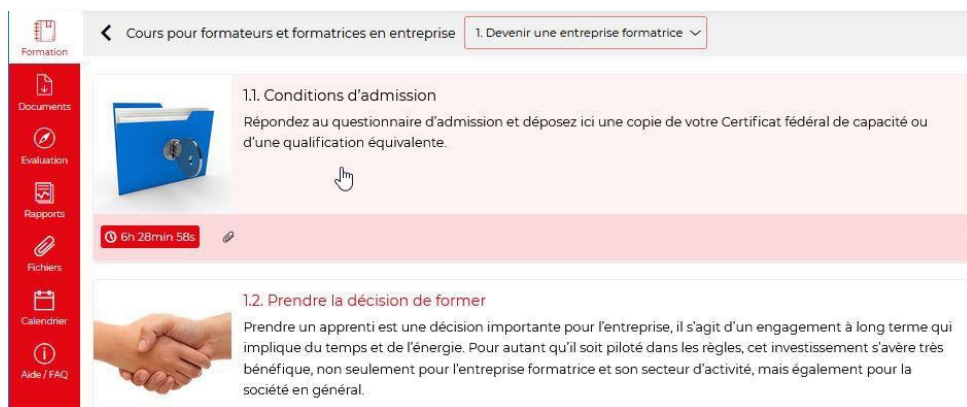 Formation
Cours pour formateurs et formatrices en entreprise
1. Devenir une entreprise formatrice
Documents
Evaluation
Rapports
Fichiers
Calendrier
Aide / FAQ
1.1. Conditions d'admission
Répondez au questionnaire d'admission et déposez ici une copie de votre Certificat fédéral de capacité ou
d'une qualification équivalente.
6h 28min 58s
1.2. Prendre la décision de former
Prendre un apprenti est une décision importante pour l'entreprise, il s'agit d'un engagement à long terme qui
implique du temps et de l'énergie. Pour autant qu'il soit piloté dans les règles, cet investissement s'avère très
bénéfique, non seulement pour l'entreprise formatrice et son secteur d'activité, mais également pour la
société en général.